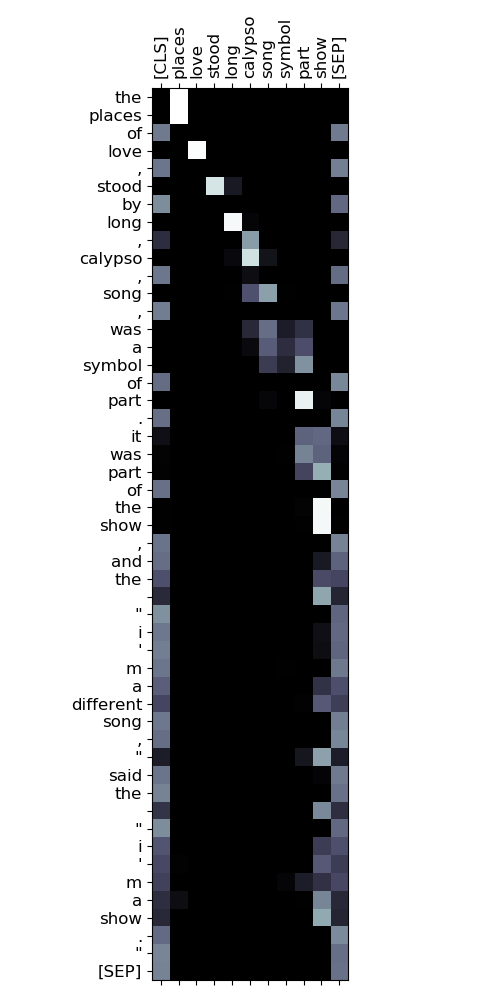 [CLS]
places
love
stood
long
calypso
song
symbol
part
show
[SEP]
the
places
of
love
,
stood
by
long
,
calypso
,
song
,
was
a
symbol
of
part
.
it
was
part
of
the
show
,
and
the
"
i
'
m
a
different
song
,
"
said
the
"
i
'
m
a
show
.
"
[SEP]